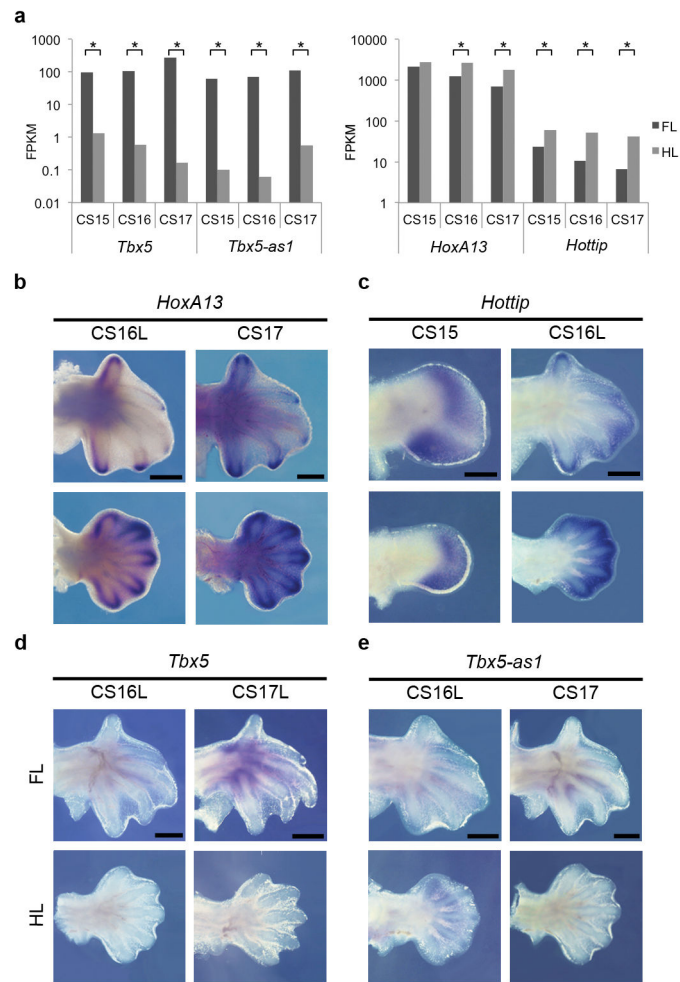 a
1000
100
10
1
0.1
0.01
FPKM
* * * * * *
CS15 CS16 CS17 CS15 CS16 CS17
Tbx5 Tbx5-as1
10000
1000
100
10
1
FPKM
* * * * *
CS15 CS16 CS17 CS15 CS16 CS17
HoxA13 Hottip
FL
HL
b
HoxA13
CS16L CS17
c
Hottip
CS15 CS16L
d
Tbx5
CS16L CS17L
e
Tbx5-as1
CS16L CS17
FL
HL